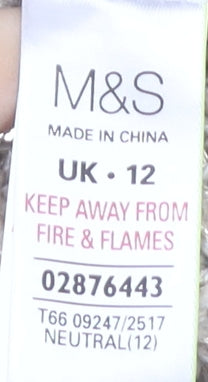 M&S
MADE IN CHINA
UK • 12
KEEP AWAY FROM
FIRE & FLAMES
02876443
T66 09247/2517
NEUTRAL(12)